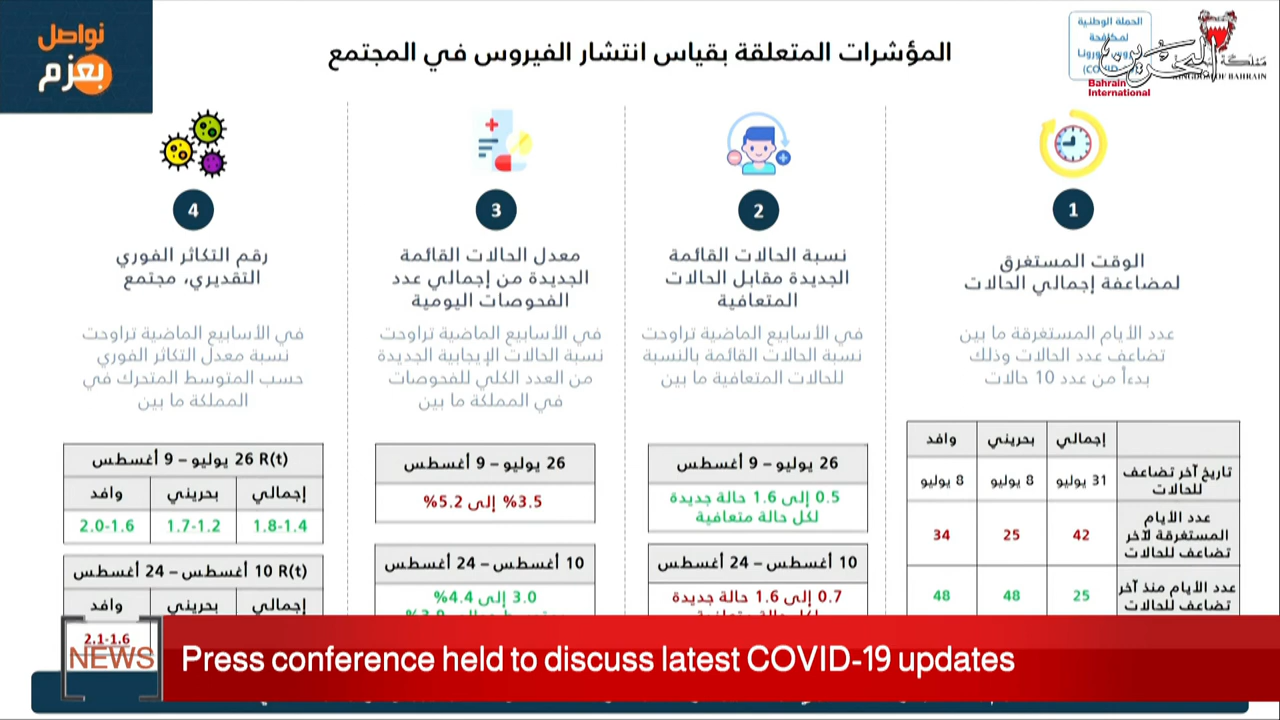 نواصل
بعزم
المؤشرات المتعلقة بقياس انتشار الفيروس في المجتمع
الحملة الوطنية
لمكافحة
البحرين
Bahrain
International
KINGDOM OF BAHRAIN
1
الوقت المستغرق
لمضاعفة إجمالي الحالات
عدد الأيام المستغرقة ما بين
تضاعف عدد الحالات وذلك
بدءاً من عدد 10 حالات
إجمالي بحريني وافد
تاريخ آخر تضاعف
للحالات
31 يوليو 8 يوليو 8 يوليو
عدد الأيام
المستغرقة لآخر
تضاعف للحالات
42 25 34
عدد الأيام منذ آخر
تضاعف للحالات
25 48 48
2
نسبة الحالات القائمة
الجديدة مقابل الحالات
المتعافية
في الأسابيع الماضية تراوحت
نسبة الحالات القائمة بالنسبة
للحالات المتعافية ما بين
26 يوليو – 9 أغسطس
0.5 إلى 1.6 حالة جديدة
لكل حالة متعافية
10 أغسطس – 24 أغسطس
0.7 إلى 1.6 حالة جديدة
3
معدل الحالات القائمة
الجديدة من إجمالي عدد
الفحوصات اليومية
في الأسابيع الماضية تراوحت
نسبة الحالات الإيجابية الجديدة
من العدد الكلي للفحوصات
في المملكة ما بين
26 يوليو – 9 أغسطس
3.5% إلى 5.2%
10 أغسطس – 24 أغسطس
3.0 إلى 4.4%
4
رقم التكاثر الفوري
التقديري، مجتمع
في الأسابيع الماضية تراوحت
نسبة معدل التكاثر الفوري
حسب المتوسط المتحرك في
المملكة ما بين
R(t) 26 يوليو – 9 أغسطس
إجمالي بحريني وافد
1.8-1.4 1.7-1.2 2.0-1.6
R(t) 10 أغسطس – 24 أغسطس
إجمالي بحريني وافد
2.1-1.6
NEWS
Press conference held to discuss latest COVID-19 updates